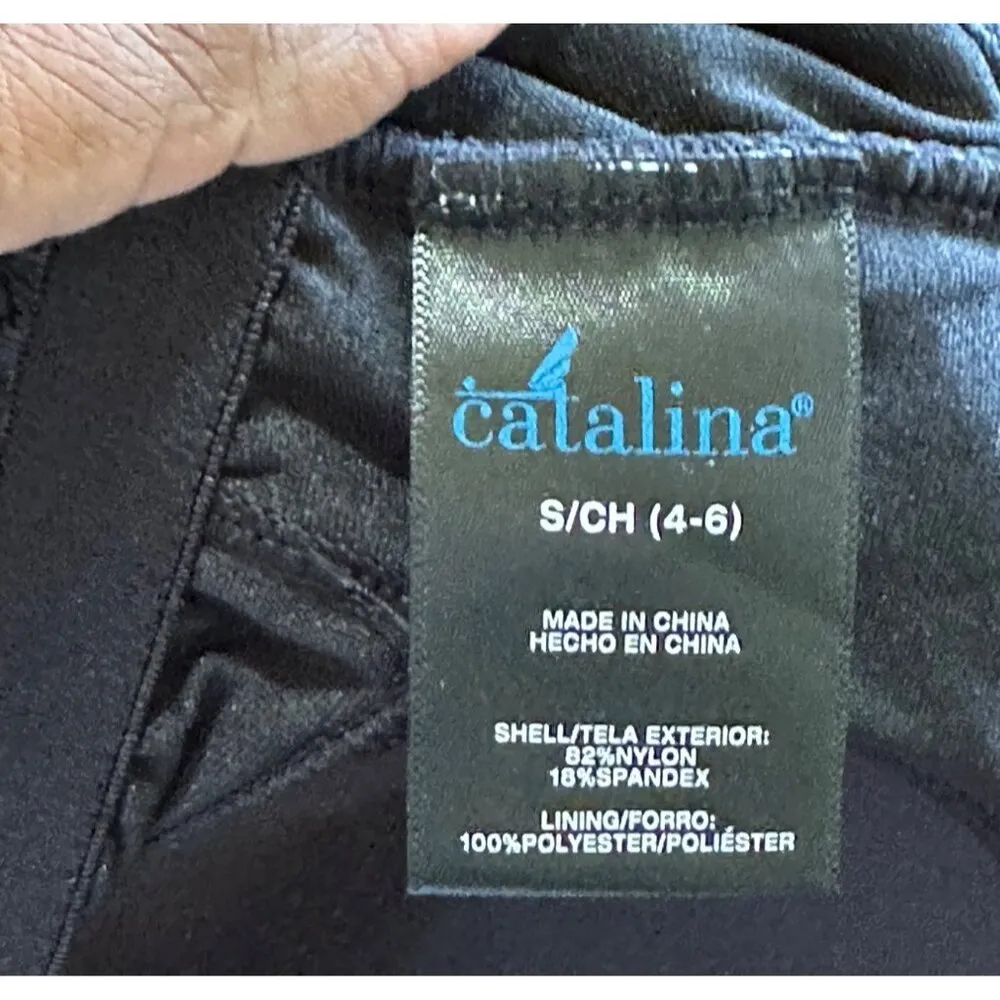 catalina®
S/CH (4-6)
MADE IN CHINA
HECHO EN CHINA
SHELL/TELA EXTERIOR:
82%NYLON
18%SPANDEX
LINING/FORRO:
100%POLYESTER/POLIÉSTER